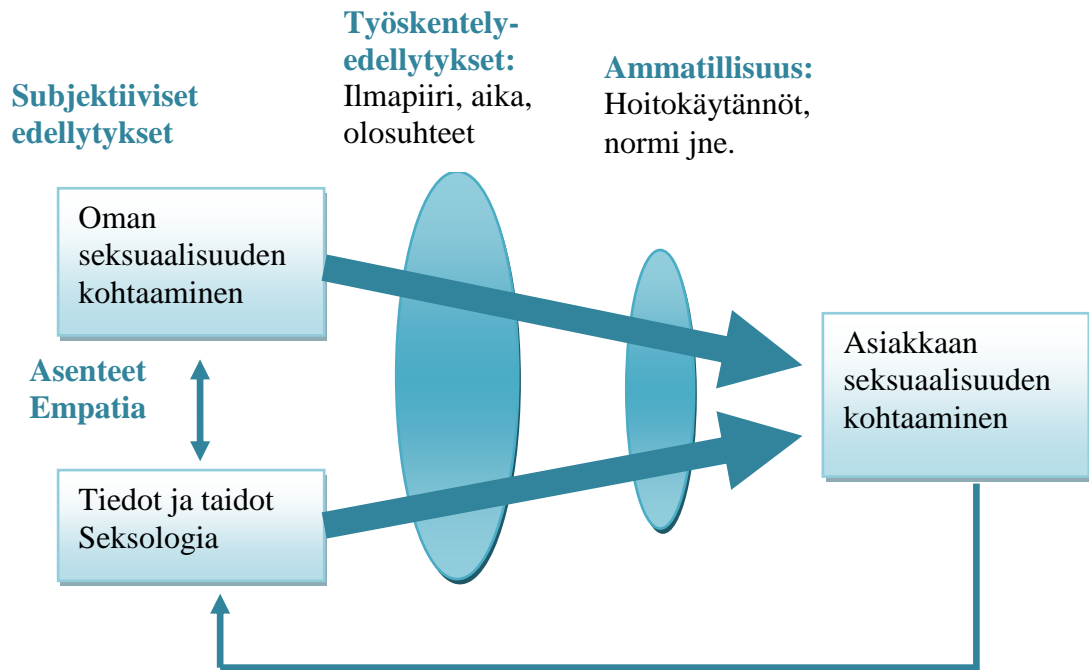 Työskentely-
edellytykset:
Ilmapiiri, aika,
olosuhteet
Ammatillisuus:
Hoitokäytännöt,
normi jne.
Subjektiiviset
edellytykset
Oman
seksuaalisuuden
kohtaaminen
Asenteet
Empatia
Tiedot ja taidot
Seksologia
Asiakkaan
seksuaalisuuden
kohtaaminen